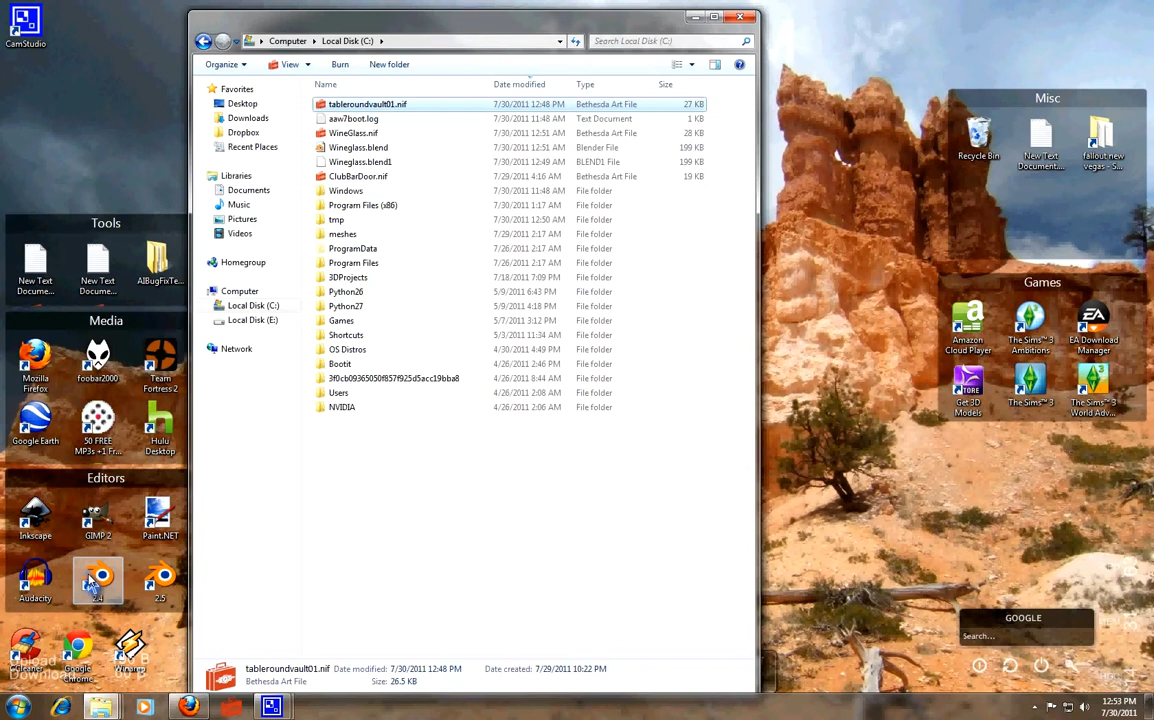 CamStudio
Computer
Local Disk (C:)
Search Local Disk (C:)
Organize
View
Burn
New folder
Name
Date modified
Type
Size
Favorites
Desktop
Downloads
Dropbox
Recent Places
Libraries
Documents
Music
Pictures
Videos
Homegroup
Computer
Local Disk (C:)
Local Disk (E:)
Network
tableroundvault01.nif 7/30/2011 12:48 PM Bethesda Art File 27 KB
aaw7boot.log 7/30/2011 11:48 AM Text Document 1 KB
WineGlass.nif 7/30/2011 12:51 AM Bethesda Art File 28 KB
Wineglass.blend 7/30/2011 12:51 AM Blender File 199 KB
Wineglass.blend1 7/30/2011 12:49 AM BLEND1 File 199 KB
ClubBarDoor.nif 7/29/2011 4:16 AM Bethesda Art File 19 KB
Windows 7/30/2011 11:48 AM File folder
Program Files (x86) 7/30/2011 1:17 AM File folder
tmp 7/30/2011 12:50 AM File folder
meshes 7/29/2011 2:17 AM File folder
ProgramData 7/26/2011 2:17 AM File folder
Program Files 7/26/2011 2:17 AM File folder
3DProjects 7/18/2011 7:09 PM File folder
Python26 5/9/2011 6:43 PM File folder
Python27 5/9/2011 4:18 PM File folder
Games 5/7/2011 3:12 PM File folder
Shortcuts 5/3/2011 11:34 AM File folder
OS Distros 4/30/2011 4:49 PM File folder
Bootit 4/26/2011 2:46 PM File folder
3f0cb09365050f857f925d5acc19bba8 4/26/2011 8:44 AM File folder
Users 4/26/2011 2:08 AM File folder
NVIDIA 4/26/2011 2:06 AM File folder
tableroundvault01.nif Date modified: 7/30/2011 12:48 PM Date created: 7/29/2011 10:22 PM
Bethesda Art File Size: 26.5 KB
Tools
New Text Docume...
New Text Docume...
AIBugFixTe...
Media
Mozilla Firefox
foobar2000
Team Fortress 2
Google Earth
50 FREE MP3s +1 Fr...
Hulu Desktop
Editors
Inkscape
GIMP 2
Paint.NET
Audacity
2.4
2.5
CCleaner
Google Chrome
Winamp
Misc
Recycle Bin
New Text Document....
fallout new vegas - S...
Games
Amazon Cloud Player
The Sims™ 3 Ambitions
EA Download Manager
Get 3D Models
The Sims™ 3
The Sims™ 3 World Adv...
GOOGLE
Search...
12:53 PM
7/30/2011